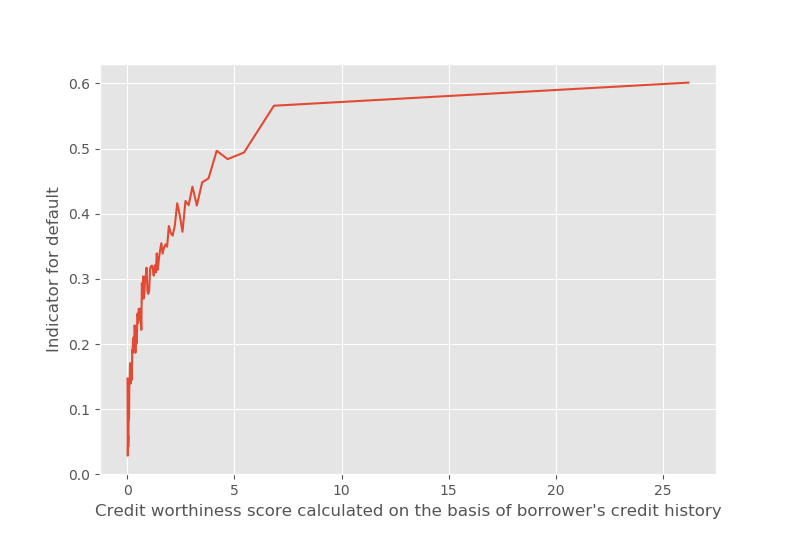 0.6
0.5
0.4
0.3
0.2
0.1
0.0
Indicator for default
0 5 10 15 20 25
Credit worthiness score calculated on the basis of borrower's credit history